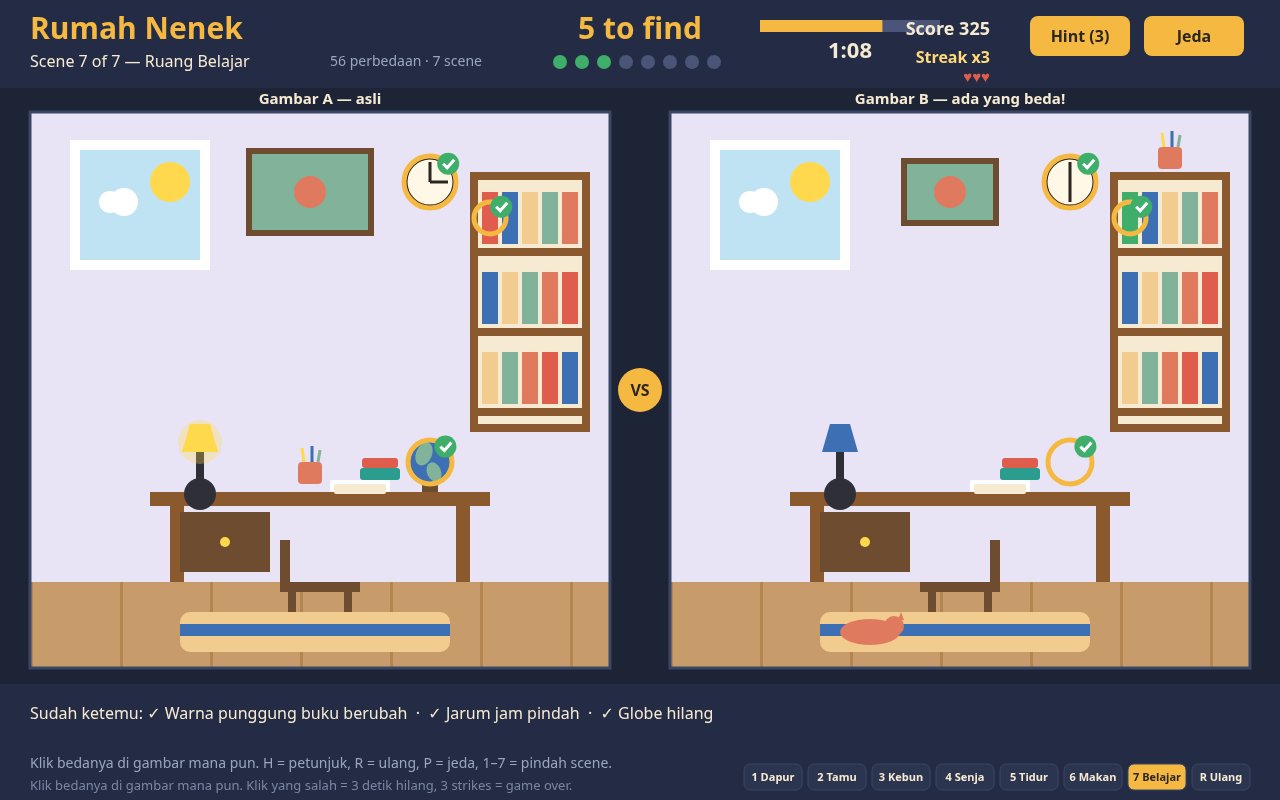 Rumah Nenek
Scene 7 of 7 — Ruang Belajar
56 perbedaan · 7 scene
5 to find
1:08
Score 325
Streak x3
♥♥♥
Hint (3)
Jeda
Gambar A — asli
Gambar B — ada yang beda!
VS
Sudah ketemu: ✓ Warna punggung buku berubah · ✓ Jarum jam pindah · ✓ Globe hilang
Klik bedanya di gambar mana pun. H = petunjuk, R = ulang, P = jeda, 1–7 = pindah scene.
Klik bedanya di gambar mana pun. Klik yang salah = 3 detik hilang, 3 strikes = game over.
1 Dapur
2 Tamu
3 Kebun
4 Senja
5 Tidur
6 Makan
7 Belajar
R Ulang